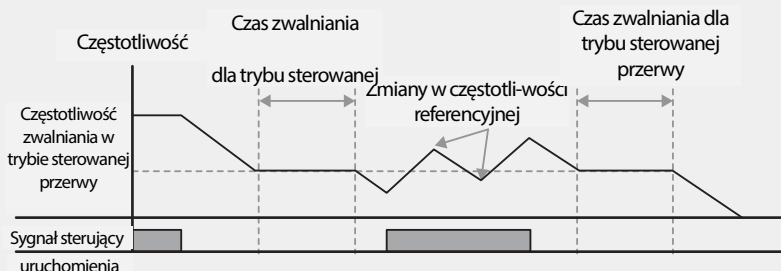 Częstotliwość
Czas zwalniania
dla trybu sterowanej
Czas zwalniania dla
trybu sterowanej
przerwy
Zmiany w częstotli-wości
referencyjnej
Częstotliwość
zwalniania w
trybie sterowanej
przerwy
Sygnał sterujący
uruchomienia